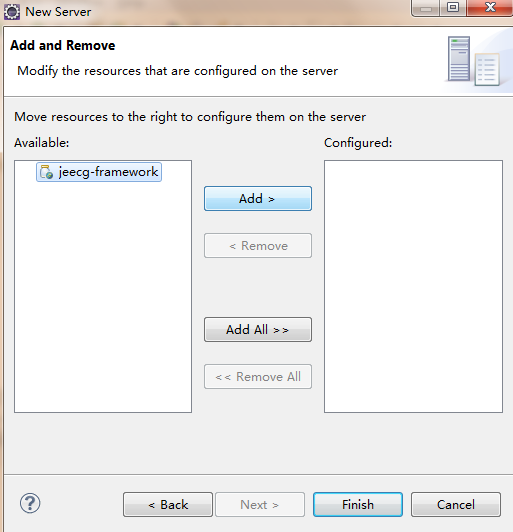 New Server
Add and Remove
Modify the resources that are configured on the server
Move resources to the right to configure them on the server
Available:
Configured:
jeecg-framework
Add >
< Remove
Add All >>
<< Remove All
?
< Back
Next >
Finish
Cancel